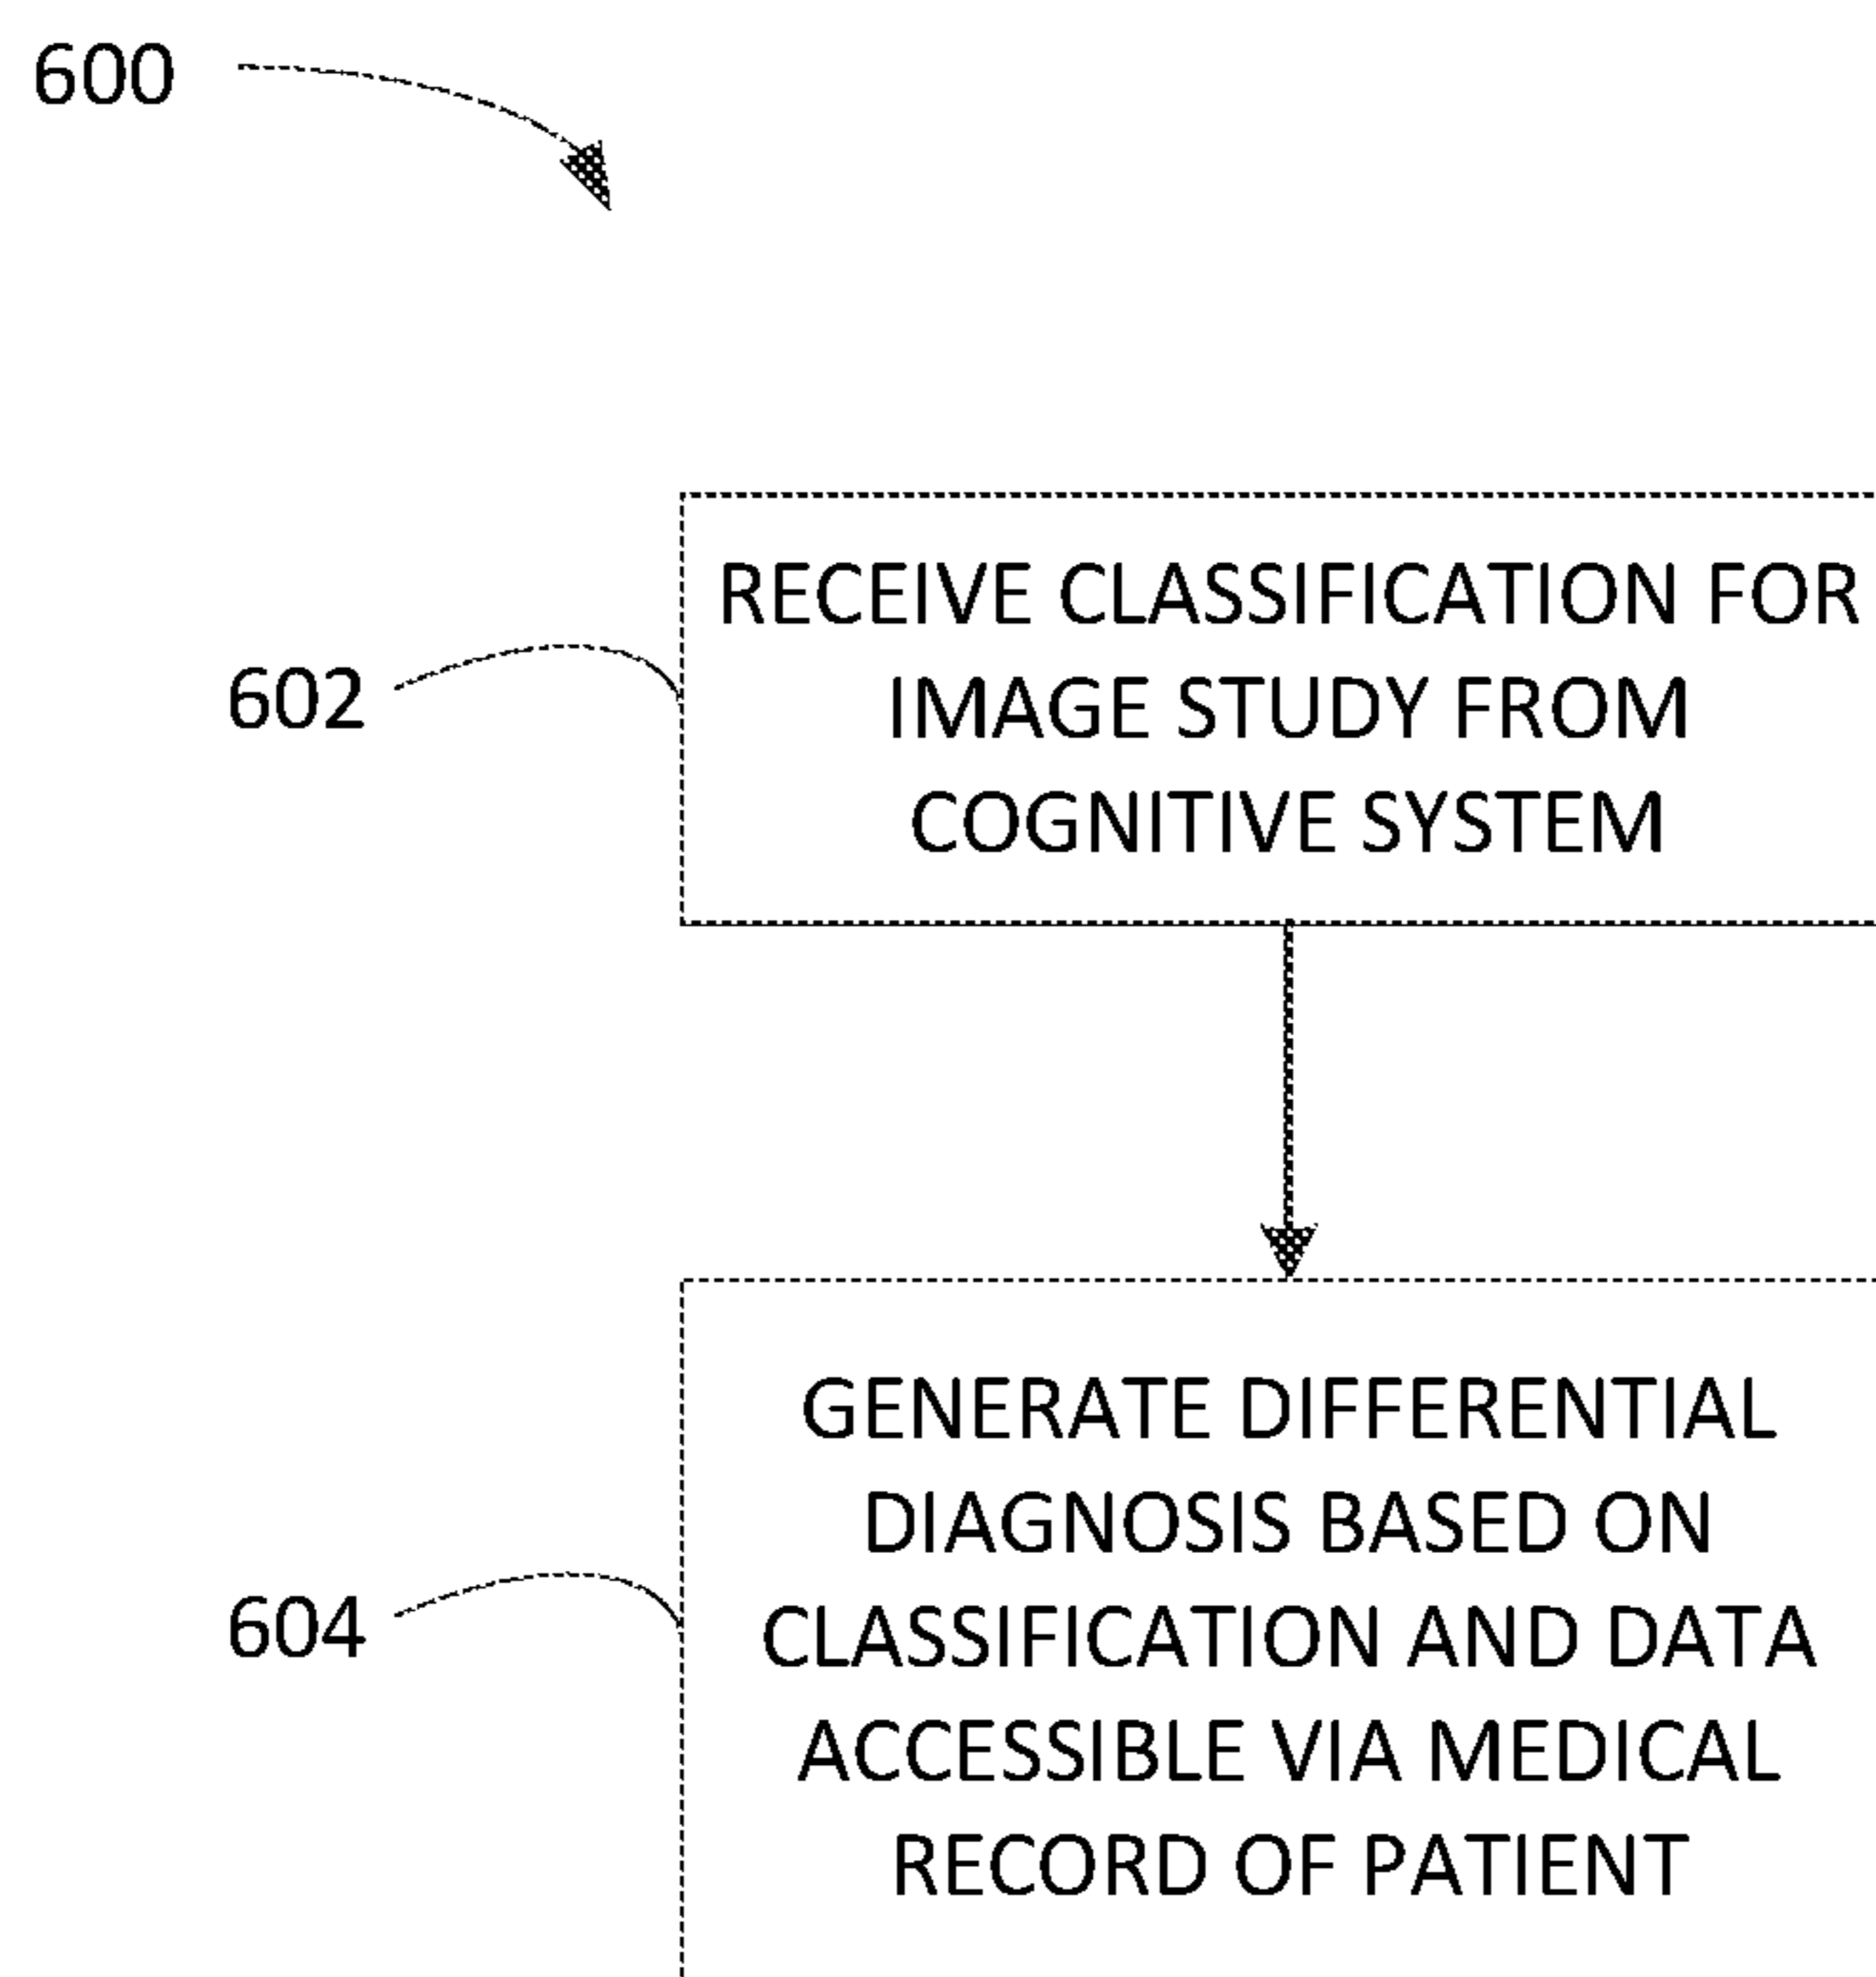 600
602
RECEIVE CLASSIFICATION FOR
IMAGE STUDY FROM
COGNITIVE SYSTEM
604
GENERATE DIFFERENTIAL
DIAGNOSIS BASED ON
CLASSIFICATION AND DATA
ACCESSIBLE VIA MEDICAL
RECORD OF PATIENT